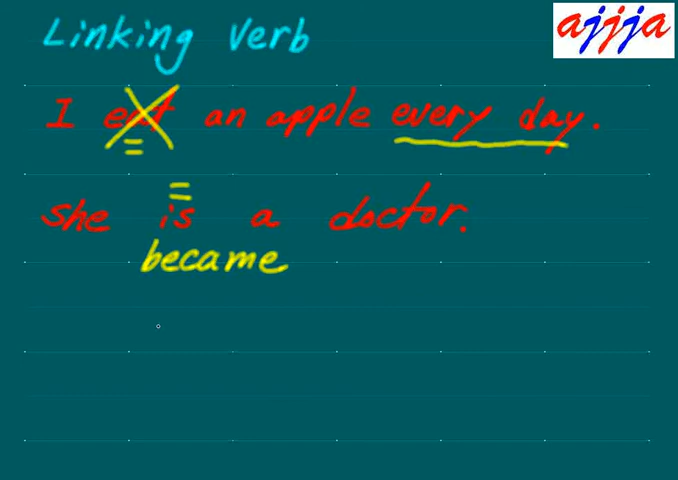 Linking Verb
ajjja
I eat an apple every day.
=
=
She is a doctor.
became